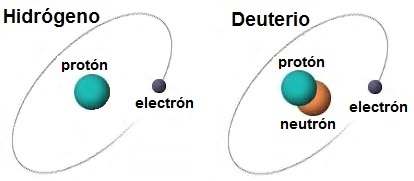 Hidrógeno
protón
electrón
Deuterio
protón
neutrón
electrón